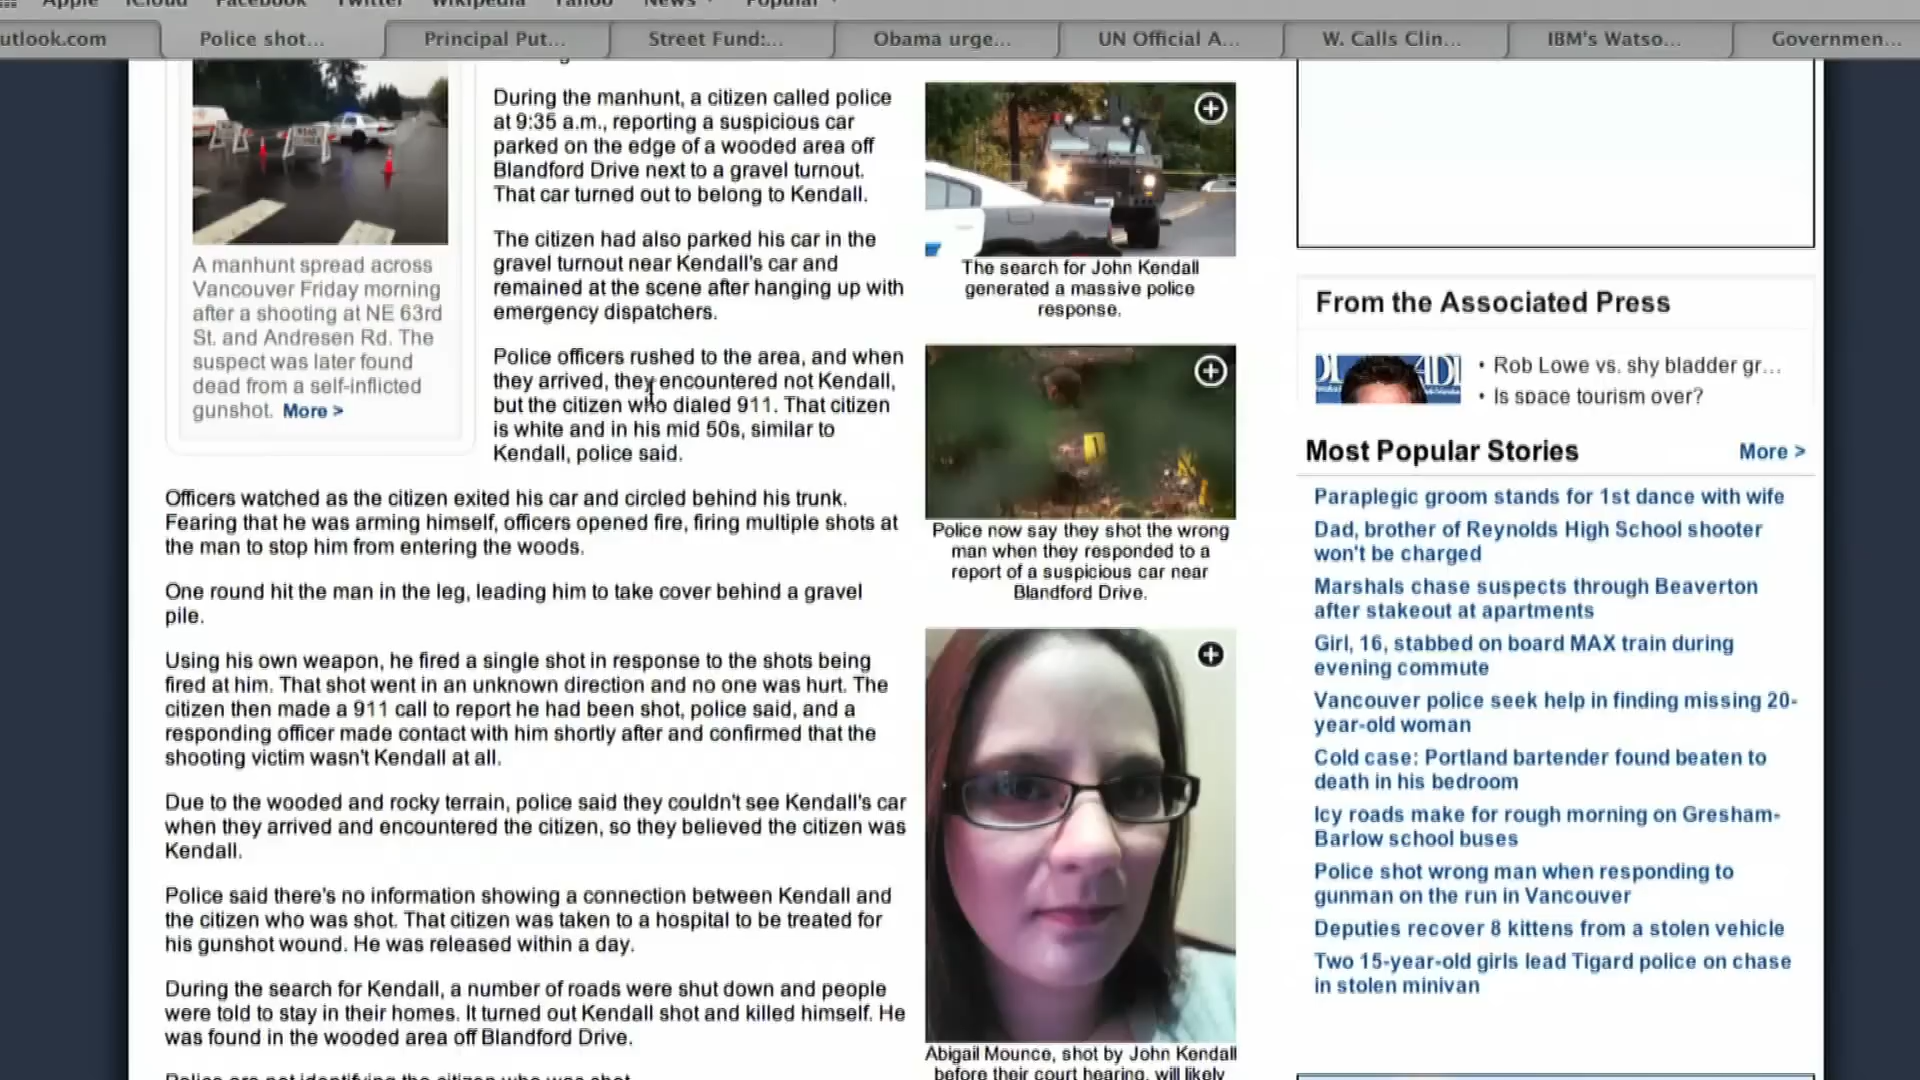 Apple iCloud Facebook Twitter Wikipedia Yahoo News Popular
utlook.com
Police shot...
Principal Put...
Street Fund:...
Obama urge...
UN Official A...
W. Calls Clin...
IBM's Watso...
Governmen...
A manhunt spread across
Vancouver Friday morning
after a shooting at NE 63rd
St. and Andresen Rd. The
suspect was later found
dead from a self-inflicted
gunshot. More >
During the manhunt, a citizen called police
at 9:35 a.m., reporting a suspicious car
parked on the edge of a wooded area off
Blandford Drive next to a gravel turnout.
That car turned out to belong to Kendall.
The citizen had also parked his car in the
gravel turnout near Kendall's car and
remained at the scene after hanging up with
emergency dispatchers.
Police officers rushed to the area, and when
they arrived, they encountered not Kendall,
but the citizen who dialed 911. That citizen
is white and in his mid 50s, similar to
Kendall, police said.
Officers watched as the citizen exited his car and circled behind his trunk.
Fearing that he was arming himself, officers opened fire, firing multiple shots at
the man to stop him from entering the woods.
One round hit the man in the leg, leading him to take cover behind a gravel
pile.
Using his own weapon, he fired a single shot in response to the shots being
fired at him. That shot went in an unknown direction and no one was hurt. The
citizen then made a 911 call to report he had been shot, police said, and a
responding officer made contact with him shortly after and confirmed that the
shooting victim wasn't Kendall at all.
Due to the wooded and rocky terrain, police said they couldn't see Kendall's car
when they arrived and encountered the citizen, so they believed the citizen was
Kendall.
Police said there's no information showing a connection between Kendall and
the citizen who was shot. That citizen was taken to a hospital to be treated for
his gunshot wound. He was released within a day.
During the search for Kendall, a number of roads were shut down and people
were told to stay in their homes. It turned out Kendall shot and killed himself. He
was found in the wooded area off Blandford Drive.
Police are not identifying the citizen who was shot
The search for John Kendall
generated a massive police
response.
1
Police now say they shot the wrong
man when they responded to a
report of a suspicious car near
Blandford Drive.
Abigail Mounce, shot by John Kendall
before their court hearing, will likely
From the Associated Press
• Rob Lowe vs. shy bladder gr...
• Is space tourism over?
Most Popular Stories
More >
Paraplegic groom stands for 1st dance with wife
Dad, brother of Reynolds High School shooter
won't be charged
Marshals chase suspects through Beaverton
after stakeout at apartments
Girl, 16, stabbed on board MAX train during
evening commute
Vancouver police seek help in finding missing 20-
year-old woman
Cold case: Portland bartender found beaten to
death in his bedroom
Icy roads make for rough morning on Gresham-
Barlow school buses
Police shot wrong man when responding to
gunman on the run in Vancouver
Deputies recover 8 kittens from a stolen vehicle
Two 15-year-old girls lead Tigard police on chase
in stolen minivan